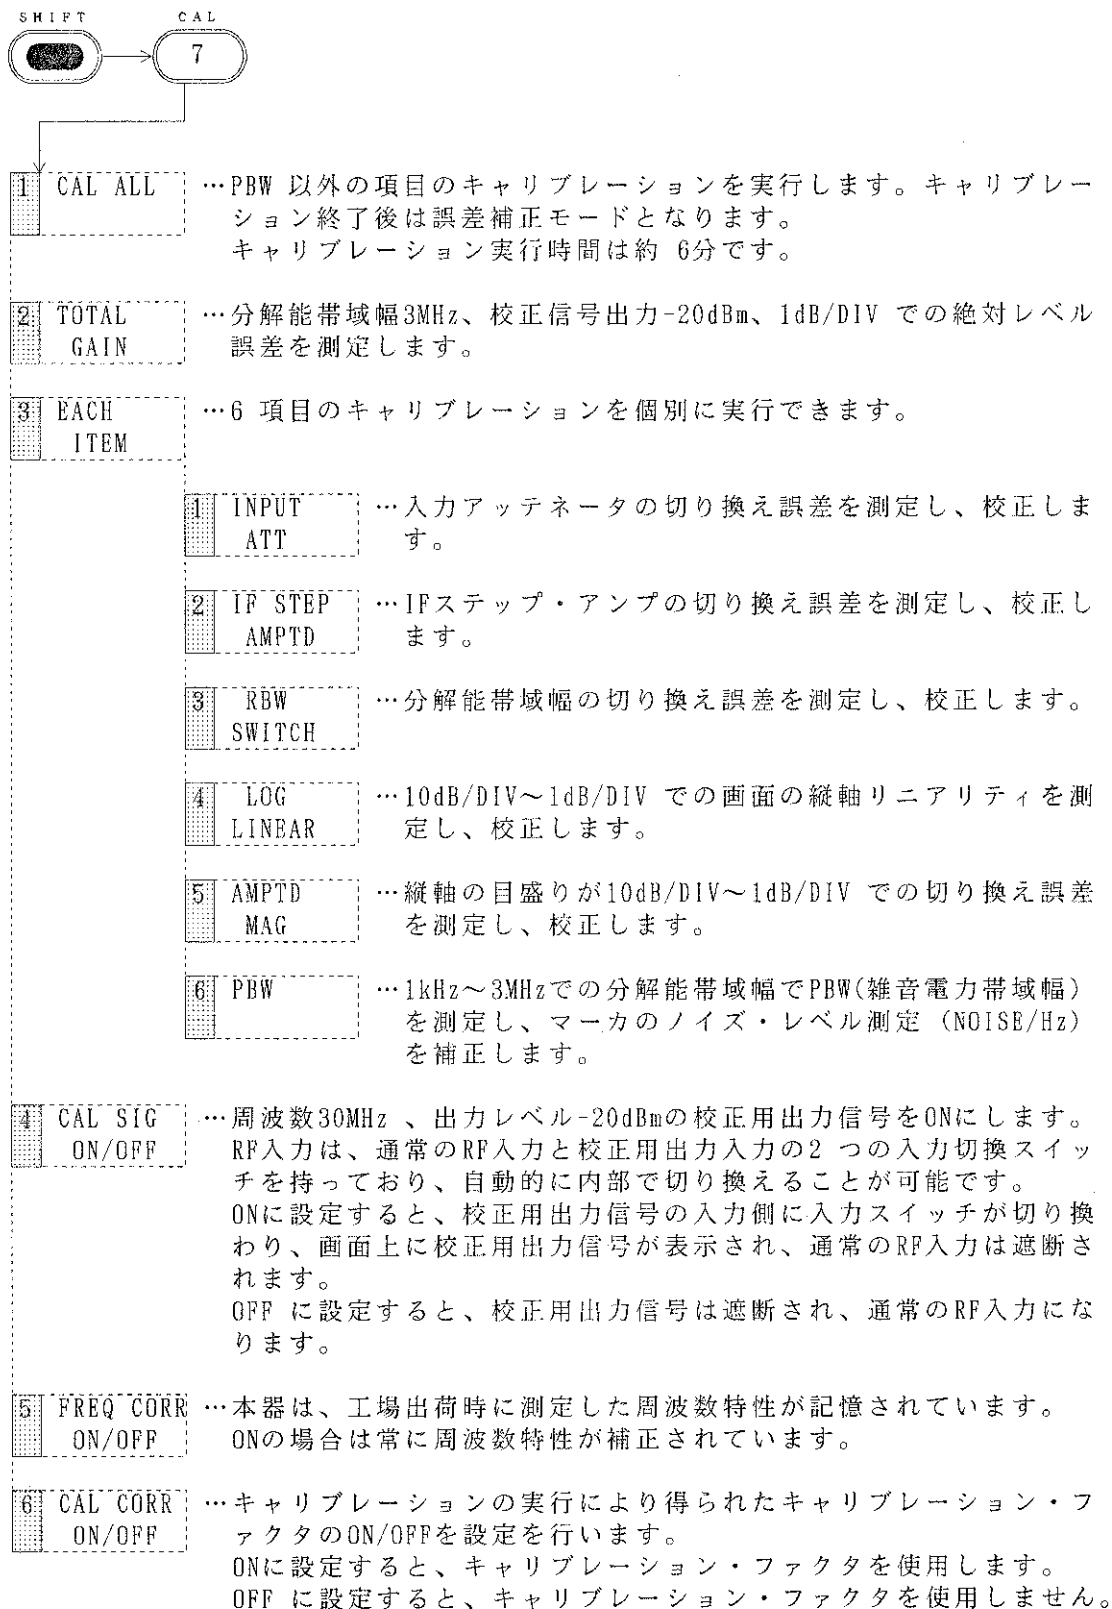 SHIFT CAL
7
1 CAL ALL …PBW 以外の項目のキャリブレーションを実行します。キャリブレー
ション終了後は誤差補正モードとなります。
キャリブレーション実行時間は約 6分です。
2 TOTAL …分解能帯域幅3MHz、校正信号出力-20dBm、1dB/DIV での絶対レベル
GAIN 誤差を測定します。
3 EACH …6 項目のキャリブレーションを個別に実行できます。
ITEM
1 INPUT …入力アッテネータの切り換え誤差を測定し、校正しま
ATT す。
2 IF STEP …IFステップ・アンプの切り換え誤差を測定し、校正し
AMPTD ます。
3 RBW …分解能帯域幅の切り換え誤差を測定し、校正します。
SWITCH
4 LOG …10dB/DIV～1dB/DIV での画面の縦軸リニアリティを測
LINEAR 定し、校正します。
5 AMPTD …縦軸の目盛りが10dB/DIV～1dB/DIV での切り換え誤差
MAG を測定し、校正します。
6 PBW …1kHz～3MHzでの分解能帯域幅でPBW(雑音電力帯域幅)
を測定し、マーカのノイズ・レベル測定 (NOISE/Hz)
を補正します。
4 CAL SIG …周波数30MHz 、出力レベル-20dBmの校正用出力信号をONにします。
ON/OFF RF入力は、通常のRF入力と校正用出力入力の2 つの入力切換スイッ
チを持っており、自動的に内部で切り換えることが可能です。
ONに設定すると、校正用出力信号の入力側に入力スイッチが切り換
わり、画面上に校正用出力信号が表示され、通常のRF入力は遮断さ
れます。
OFF に設定すると、校正用出力信号は遮断され、通常のRF入力にな
ります。
5 FREQ CORR …本器は、工場出荷時に測定した周波数特性が記憶されています。
ON/OFF ONの場合は常に周波数特性が補正されています。
6 CAL CORR …キャリブレーションの実行により得られたキャリブレーション・フ
ON/OFF ァクタのON/OFFを設定を行います。
ONに設定すると、キャリブレーション・ファクタを使用します。
OFF に設定すると、キャリブレーション・ファクタを使用しません。